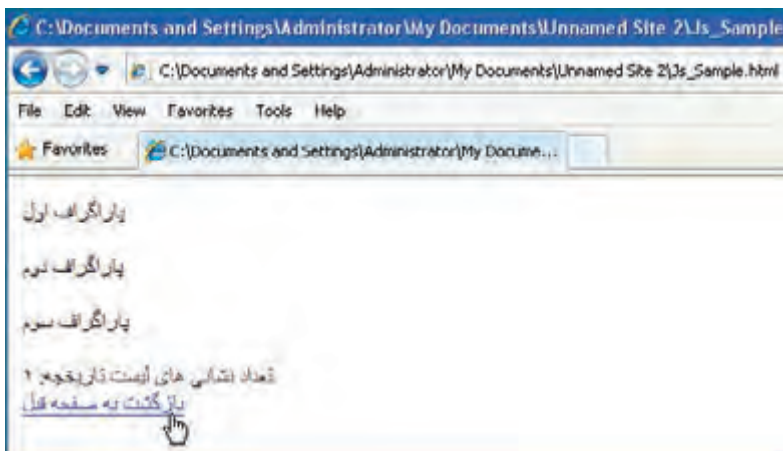 C:\Documents and Settings\Administrator\My Documents\Unnamed Site 2\Js_Sample
C:\Documents and Settings\Administrator\My Documents\Unnamed Site 2\Js_Sample.html
File Edit View Favorites Tools Help
Favorites C:\Documents and Settings\Administrator\My Docume...
پاراگراف اول
پاراگراف دوم
پاراگراف سوم
تعداد نشانی های لیست تاریخچه: ۱
بازگشت به صفحه قبل